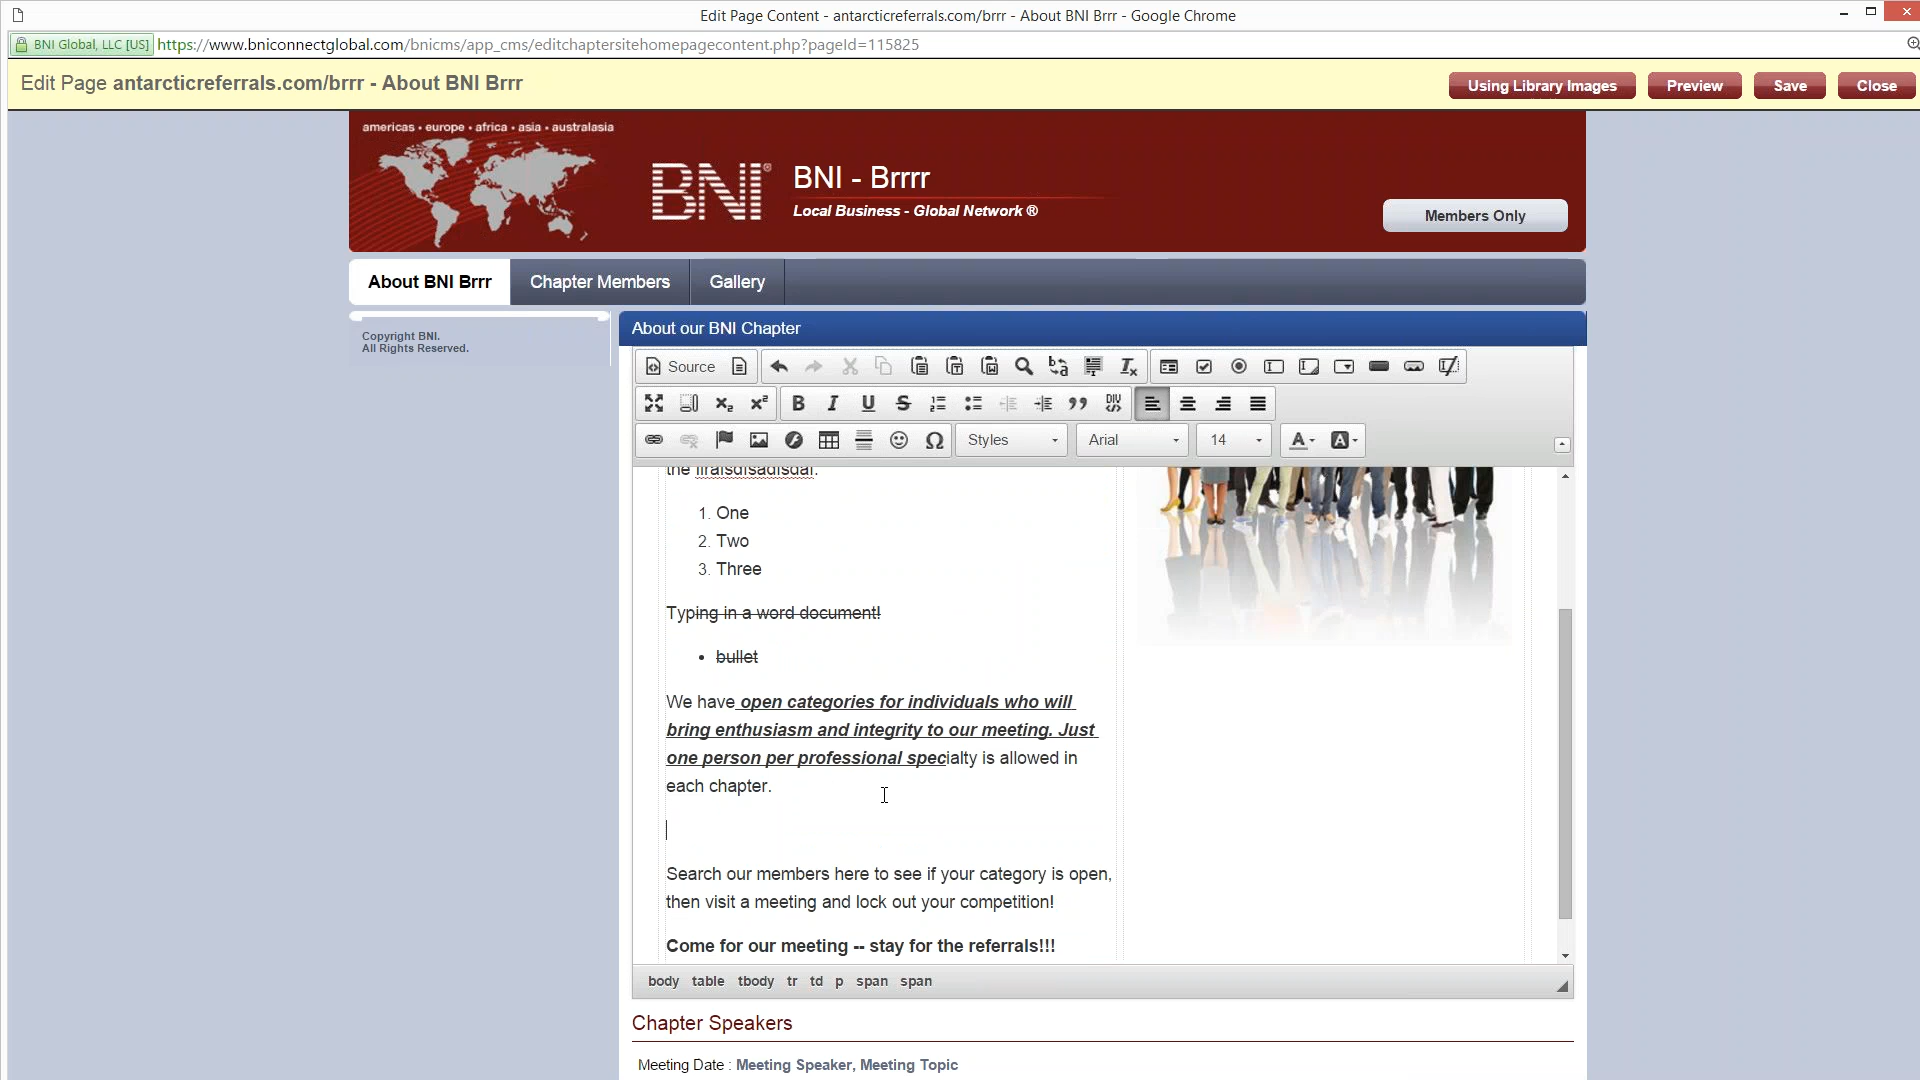 Edit Page Content - antarcticreferrals.com/brrr - About BNI Brrr - Google Chrome
BNI Global, LLC [US] https://www.bniconnectglobal.com/bnicms/app_cms/editchaptersitehomepagecontent.php?pageId=115825
Edit Page antarcticreferrals.com/brrr - About BNI Brrr
Using Library Images
Preview
Save
Close
americas • europe • africa • asia • australasia
BNI®
BNI - Brrrr
Local Business - Global Network ®
Members Only
About BNI Brrr
Chapter Members
Gallery
Copyright BNI.
All Rights Reserved.
About our BNI Chapter
Source
Styles
Arial
14
the
1. One
2. Two
3. Three
Typing in a word document!
• bullet
We have open categories for individuals who will
bring enthusiasm and integrity to our meeting. Just
one person per professional specialty is allowed in
each chapter.
Search our members here to see if your category is open,
then visit a meeting and lock out your competition!
Come for our meeting -- stay for the referrals!!!
body table tbody tr td p span span
Chapter Speakers
Meeting Date : Meeting Speaker, Meeting Topic